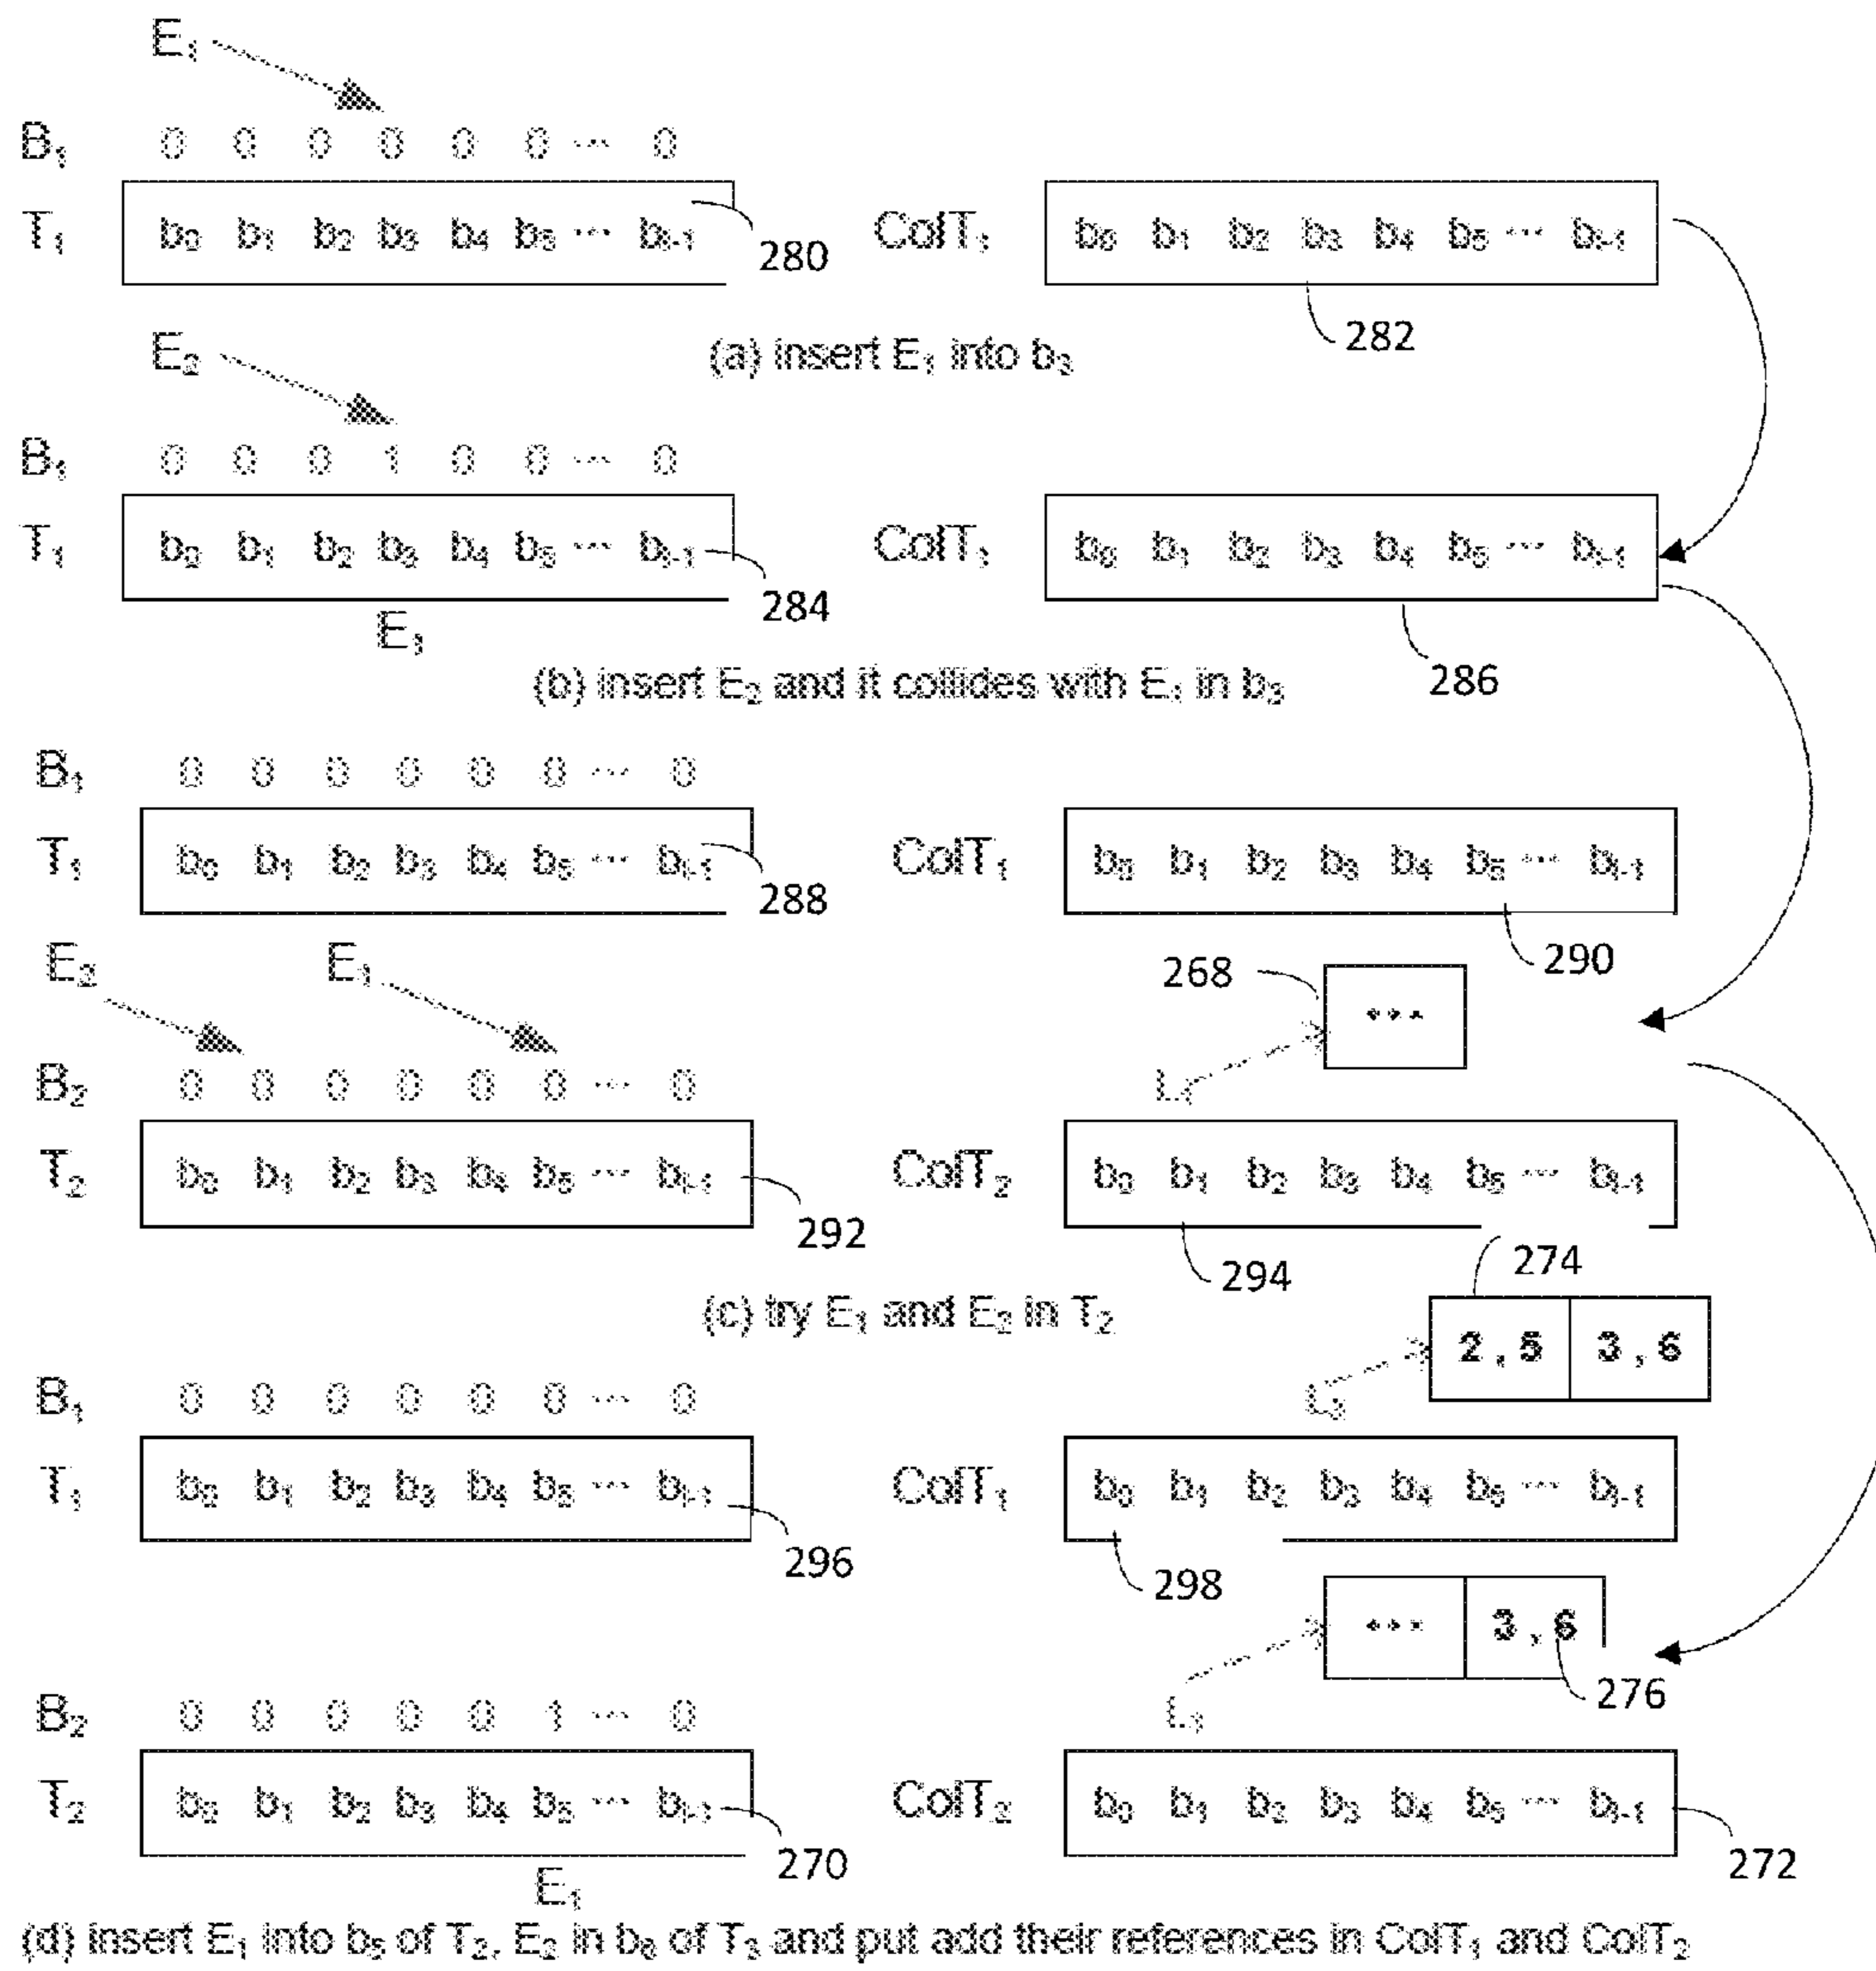 E₁
B₁ 0 0 0 0 0 0 ... 0
T₁ b₀ b₁ b₂ b₃ b₄ b₅ ... bₗ₋₁ 280 ColT₁ b₀ b₁ b₂ b₃ b₄ b₅ ... bₗ₋₁
282
(a) insert E₁ into b₃
E₂
B₁ 0 0 0 1 0 0 ... 0
T₁ b₀ b₁ b₂ b₃ b₄ b₅ ... bₗ₋₁ 284 ColT₁ b₀ b₁ b₂ b₃ b₄ b₅ ... bₗ₋₁
E₁
286
(b) insert E₂ and it collides with E₁ in b₃
B₁ 0 0 0 0 0 0 ... 0
T₁ b₀ b₁ b₂ b₃ b₄ b₅ ... bₗ₋₁ 288 ColT₁ b₀ b₁ b₂ b₃ b₄ b₅ ... bₗ₋₁
290
E₂ E₁ 268 ...
B₂ 0 0 0 0 0 0 ... 0 L₁
T₂ b₀ b₁ b₂ b₃ b₄ b₅ ... bₗ₋₁ 292 ColT₂ b₀ b₁ b₂ b₃ b₄ b₅ ... bₗ₋₁
294 274
(c) try E₁ and E₂ in T₂
2,5 3,6
B₁ 0 0 0 0 0 0 ... 0 L₃
T₁ b₀ b₁ b₂ b₃ b₄ b₅ ... bₗ₋₁ 296 ColT₁ b₀ b₁ b₂ b₃ b₄ b₅ ... bₗ₋₁
298
... 3,6
276
B₂ 0 0 0 0 0 1 ... 0 L₁
T₂ b₀ b₁ b₂ b₃ b₄ b₅ ... bₗ₋₁ 270 ColT₂ b₀ b₁ b₂ b₃ b₄ b₅ ... bₗ₋₁ 272
E₁
(d) insert E₁ into b₅ of T₂, E₂ in b₆ of T₃ and put add their references in ColT₁ and ColT₂